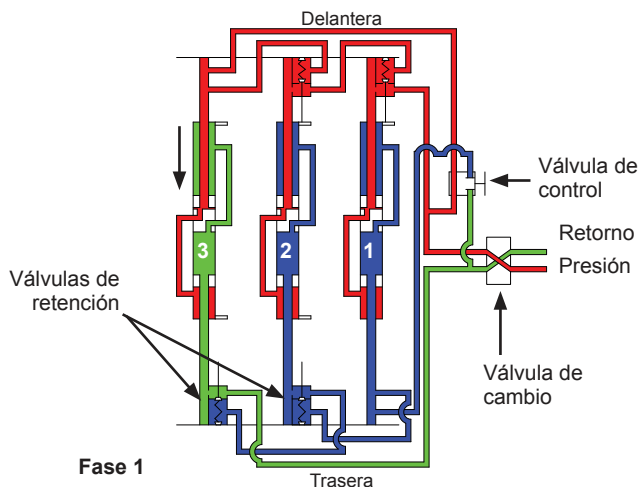 Delantera
Válvula de
control
Retorno
Presión
3
2
1
Válvulas de
retención
Válvula de
cambio
Fase 1
Trasera